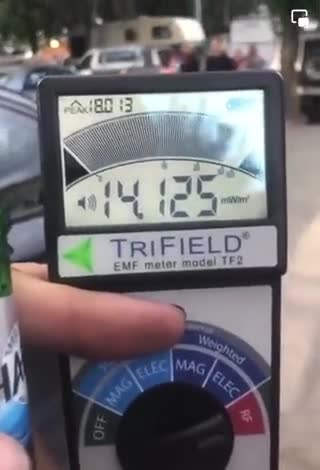 PEAK 18.013
14.125 mW/m²
TRIFIELD®
EMF meter model TF2
Weighted
OFF MAG ELEC MAG ELEC RF
HA